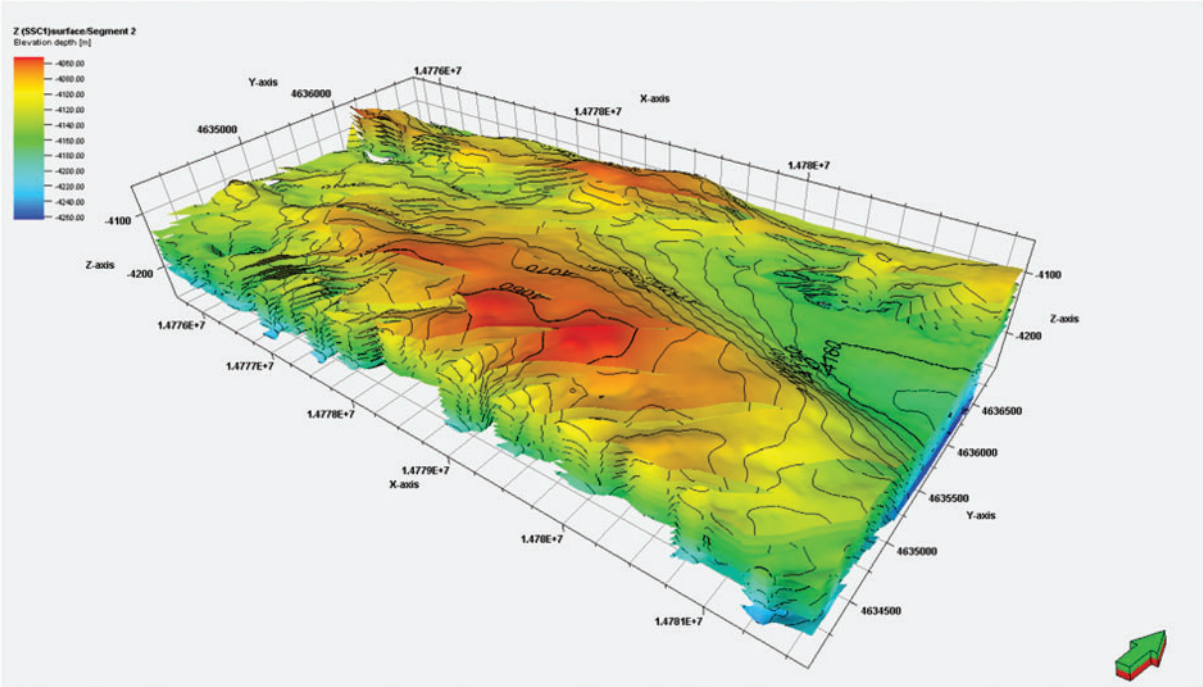 Z (SSC1)surface/Segment 2
Elevation depth [m]
-4060.00
-4080.00
-4100.00
-4120.00
-4140.00
-4160.00
-4180.00
-4200.00
-4220.00
-4240.00
-4260.00
1.4776E+7
Y-axis
4636000
X-axis
1.4778E+7
4635000
1.478E+7
-4100
Z-axis
-4200
-4100
Z-axis
-4200
-4070
-4060
-4160
1.4776E+7
1.4777E+7
1.4778E+7
1.4779E+7
X-axis
1.478E+7
1.4781E+7
4636500
4636000
4635500
Y-axis
4635000
4634500